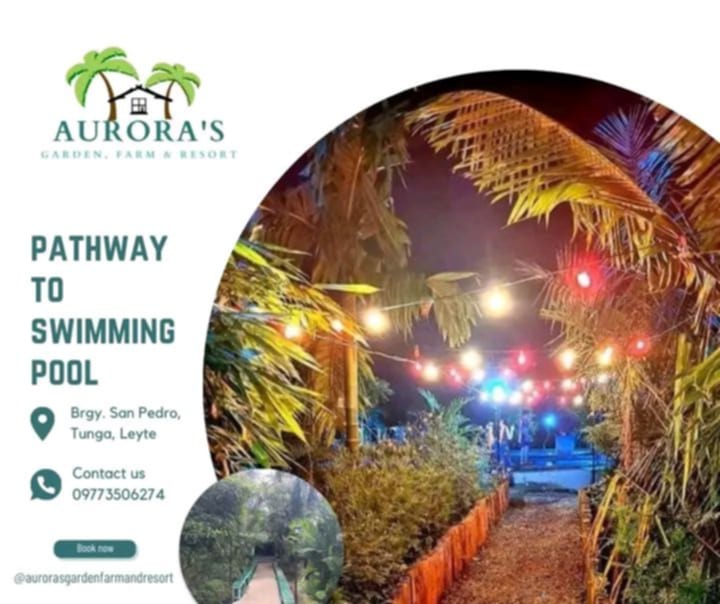 AURORA'S
GARDEN, FARM & RESORT
PATHWAY
TO
SWIMMING
POOL
Brgy. San Pedro,
Tunga, Leyte
Contact us
09773506274
Book now
@aurorasgardenfarmandresort